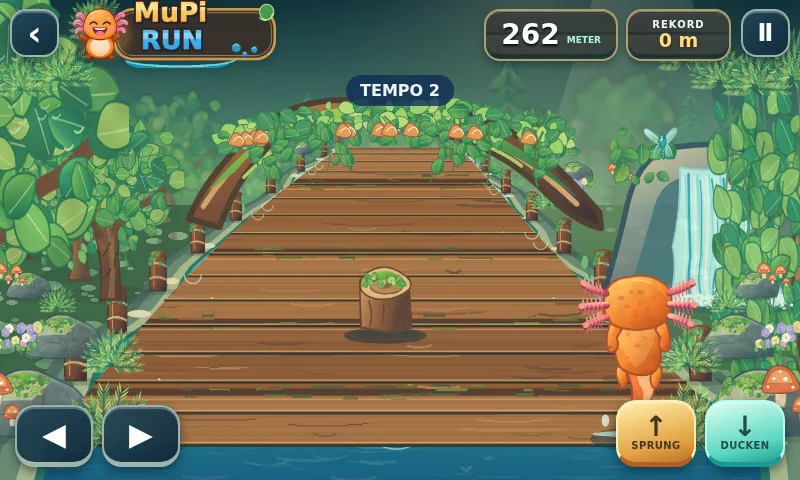 MuPi
RUN
262 METER
REKORD
0 m
TEMPO 2
SPRUNG
DUCKEN